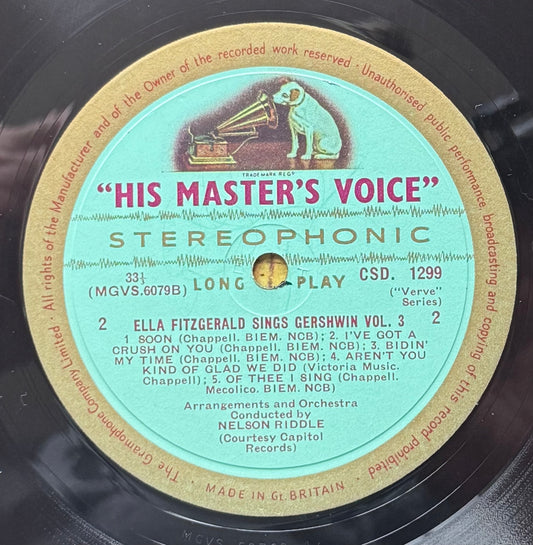 All rights of the Manufacturer and of the Owner of the recorded work reserved · Unauthorised public performance, broadcasting and copying of this record prohibited
TRADE MARK REGD
"HIS MASTER'S VOICE"
STEREOPHONIC
33⅓ LONG PLAY CSD. 1299
(MGVS.6079B) ("Verve" Series)
2 ELLA FITZGERALD SINGS GERSHWIN VOL. 3 2
1 SOON (Chappell. BIEM. NCB); 2. I'VE GOT A
CRUSH ON YOU (Chappell. BIEM. NCB); 3. BIDIN'
MY TIME (Chappell. BIEM. NCB); 4. AREN'T YOU
KIND OF GLAD WE DID (Victoria Music.
Chappell); 5. OF THEE I SING (Chappell.
Mecolico. BIEM. NCB)
Arrangements and Orchestra
Conducted by
NELSON RIDDLE
(Courtesy Capitol
Records)
The Gramophone Company Limited ·
MADE IN Gt. BRITAIN